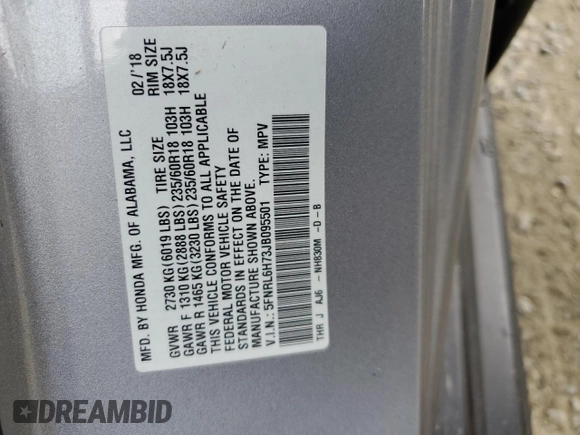 MFD. BY HONDA MFG. OF ALABAMA, LLC 02/'18
GVWR 2730 KG(6019 LBS) TIRE SIZE RIM SIZE
GAWR F 1310 KG(2888 LBS) 235/60R18 103H 18X7.5J
GAWR R 1465 KG(3230 LBS) 235/60R18 103H 18X7.5J
THIS VEHICLE CONFORMS TO ALL APPLICABLE
FEDERAL MOTOR VEHICLE SAFETY
STANDARDS IN EFFECT ON THE DATE OF
MANUFACTURE SHOWN ABOVE.
V.I.N.: 5FNRL6H73JB095501 TYPE: MPV
THR J AJ6 - NH830M -D-B
DREAMBID